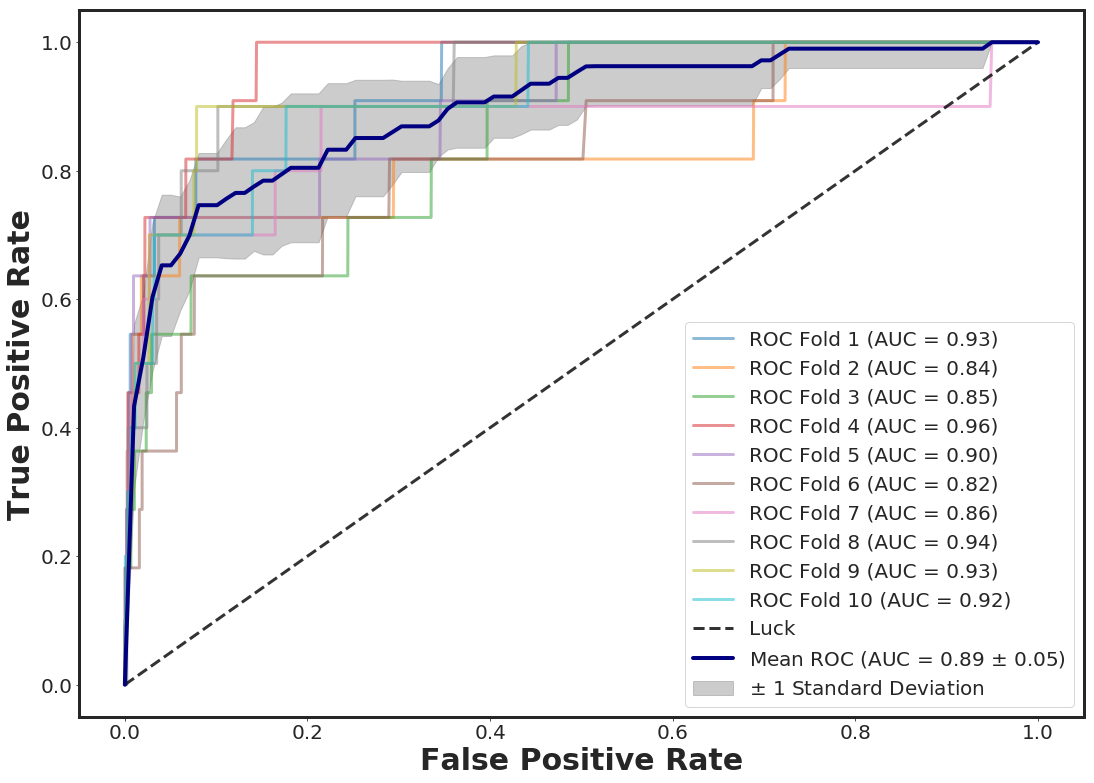 True Positive Rate
1.0
0.8
0.6
0.4
0.2
0.0
ROC Fold 1 (AUC = 0.93)
ROC Fold 2 (AUC = 0.84)
ROC Fold 3 (AUC = 0.85)
ROC Fold 4 (AUC = 0.96)
ROC Fold 5 (AUC = 0.90)
ROC Fold 6 (AUC = 0.82)
ROC Fold 7 (AUC = 0.86)
ROC Fold 8 (AUC = 0.94)
ROC Fold 9 (AUC = 0.93)
ROC Fold 10 (AUC = 0.92)
Luck
Mean ROC (AUC = 0.89 ± 0.05)
± 1 Standard Deviation
0.0 0.2 0.4 0.6 0.8 1.0
False Positive Rate